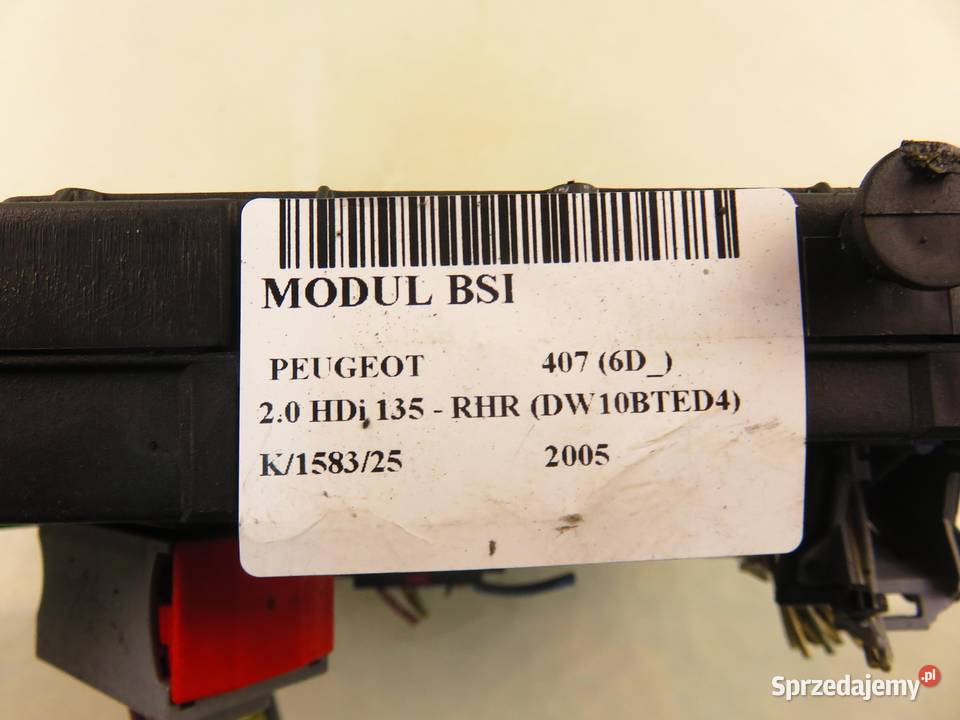 MODUL BSI
PEUGEOT 407 (6D_)
2.0 HDi 135 - RHR (DW10BTED4)
K/1583/25 2005
Sprzedajemy.pl